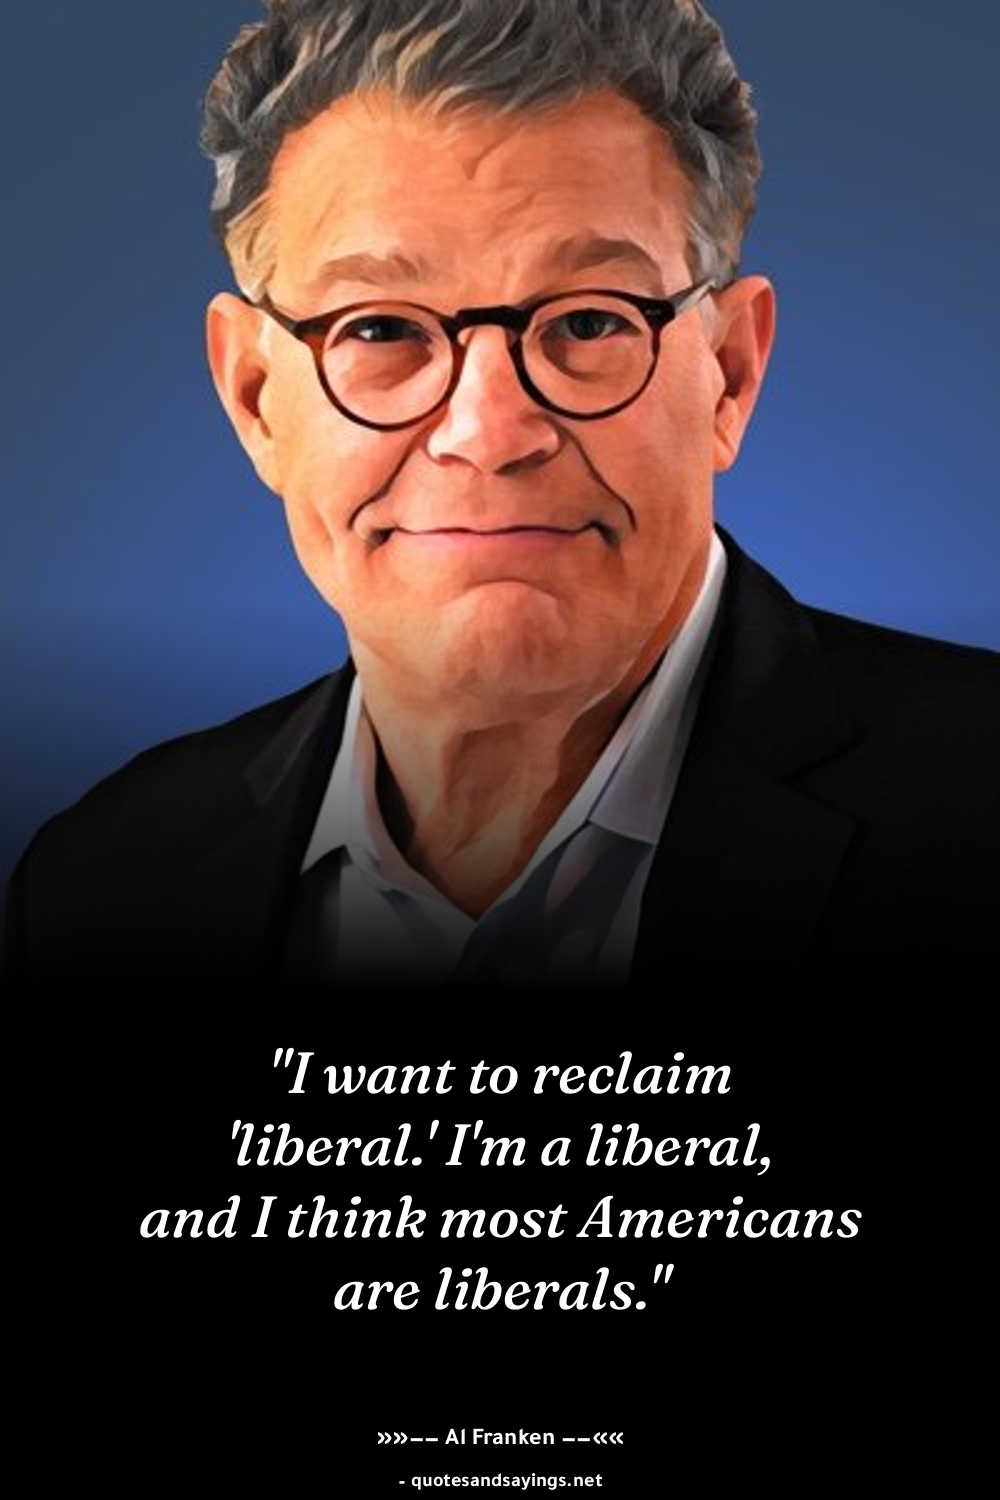 "I want to reclaim
'liberal.' I'm a liberal,
and I think most Americans
are liberals."
»»–– Al Franken ––««
- quotesandsayings.net